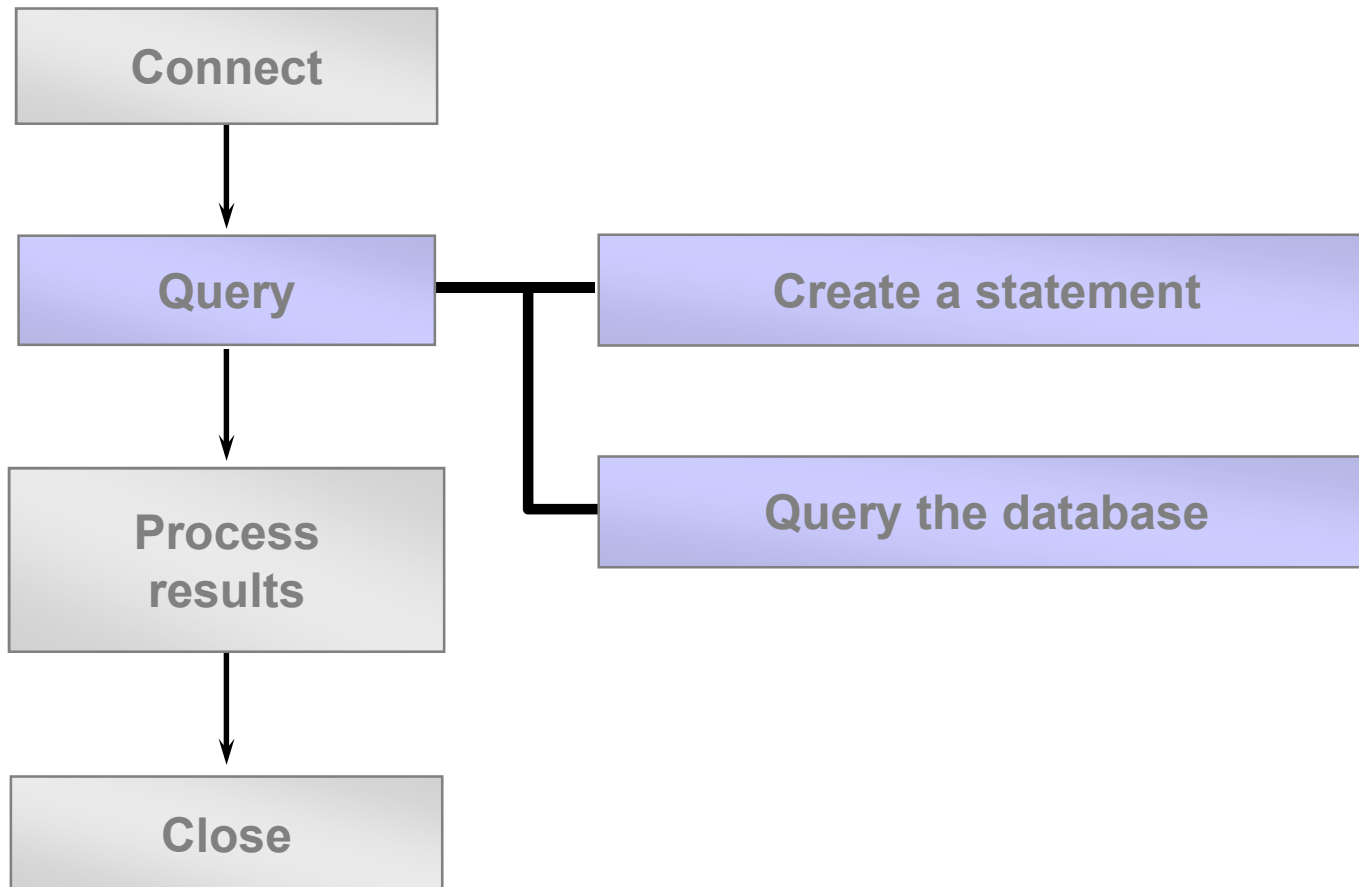 Connect
Query
Create a statement
Query the database
Process
results
Close